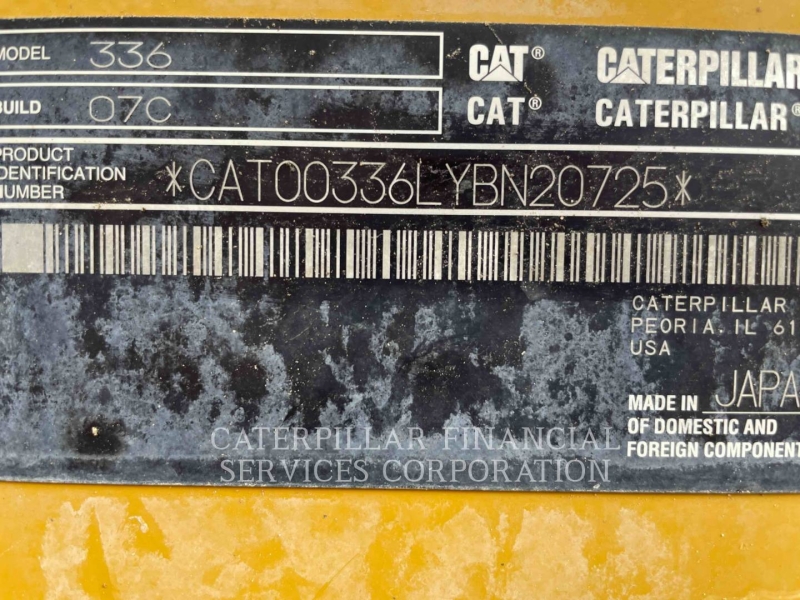 MODEL 336
BUILD 07C
CAT® CATERPILLAR
CAT® CATERPILLAR®
PRODUCT
IDENTIFICATION
NUMBER
*CAT00336LYBN20725*
CATERPILLAR
PEORIA, IL 61
USA
MADE IN JAPA
OF DOMESTIC AND
FOREIGN COMPONENT
CATERPILLAR FINANCIAL
SERVICES CORPORATION